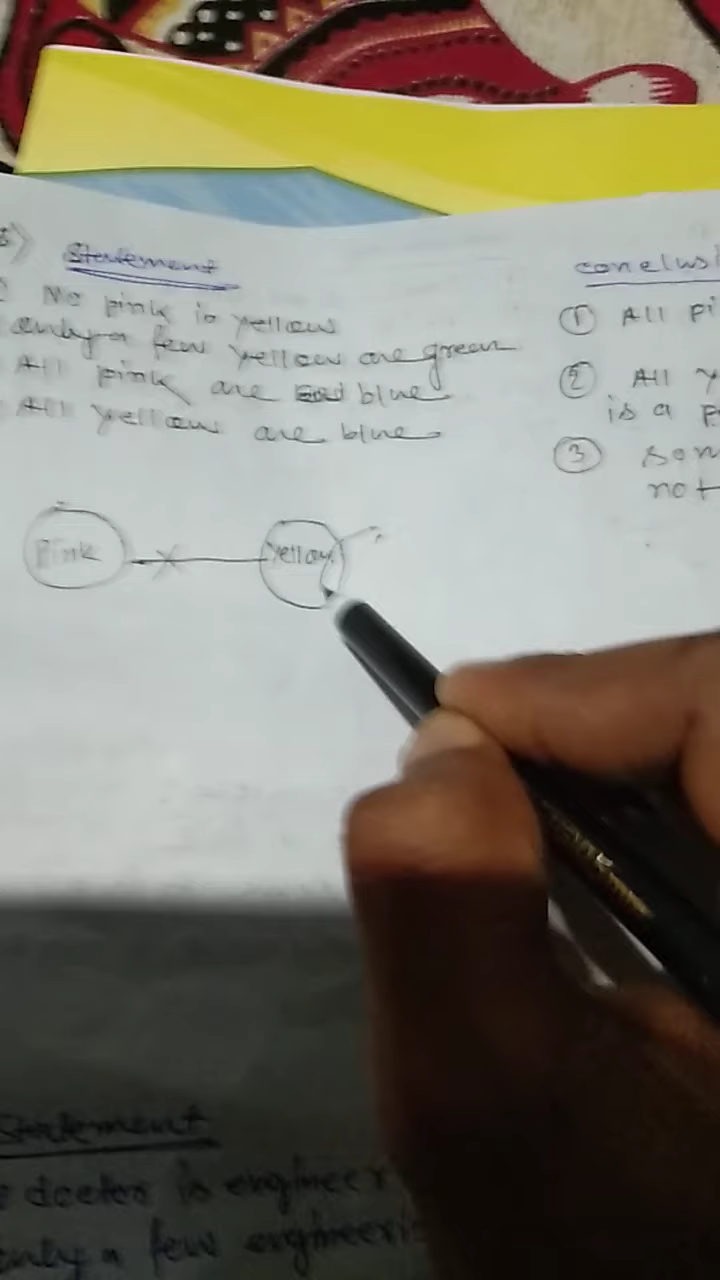 Statement
No pink is yellow
only a few yellow are green
All pink are blue
All yellow are blue
conclusi
① All pi
② All y
is a p
③ som
not
Pink
Yellow
Statement
doctor is engineer
only a few engineer